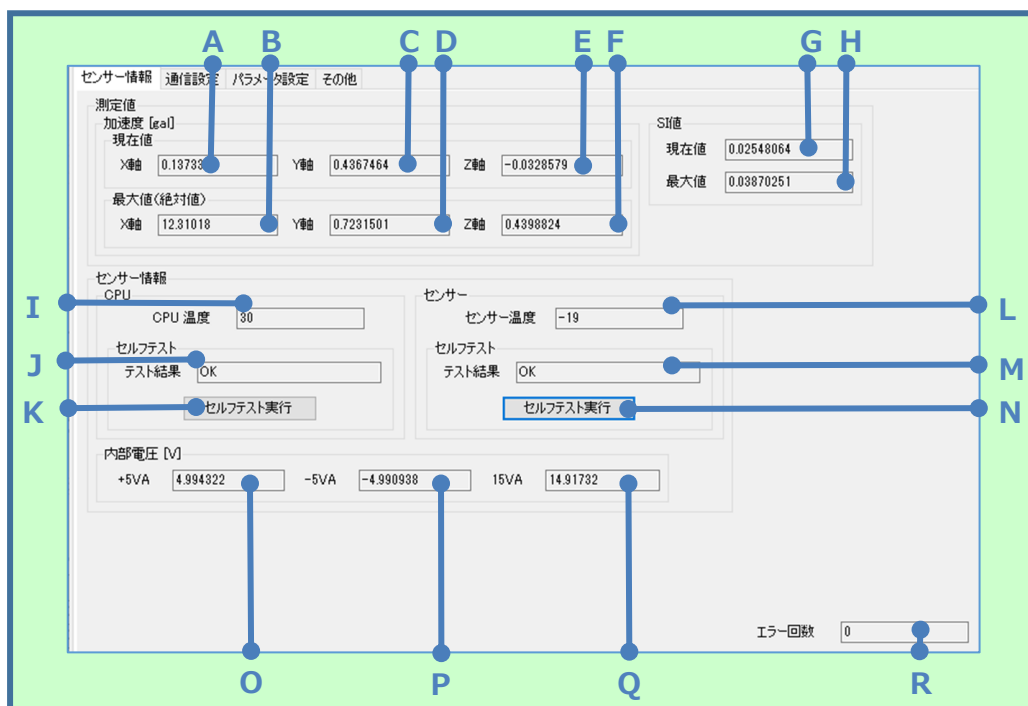 A B C D E F G H
センサー情報 通信設定 パラメータ設定 その他
測定値
加速度 [gal]
現在値
X軸 0.13733 Y軸 0.4367464 Z軸 -0.0328579
最大値(絶対値)
X軸 12.31018 Y軸 0.7231501 Z軸 0.4398824
SI値
現在値 0.02548064
最大値 0.03870251
センサー情報
CPU
I CPU 温度 30
セルフテスト
J テスト結果 OK
K セルフテスト実行
センサー
センサー温度 -19 L
セルフテスト
テスト結果 OK M
セルフテスト実行 N
内部電圧 [V]
+5VA 4.994322 -5VA -4.990938 15VA 14.91732
エラー回数 0
O P Q R